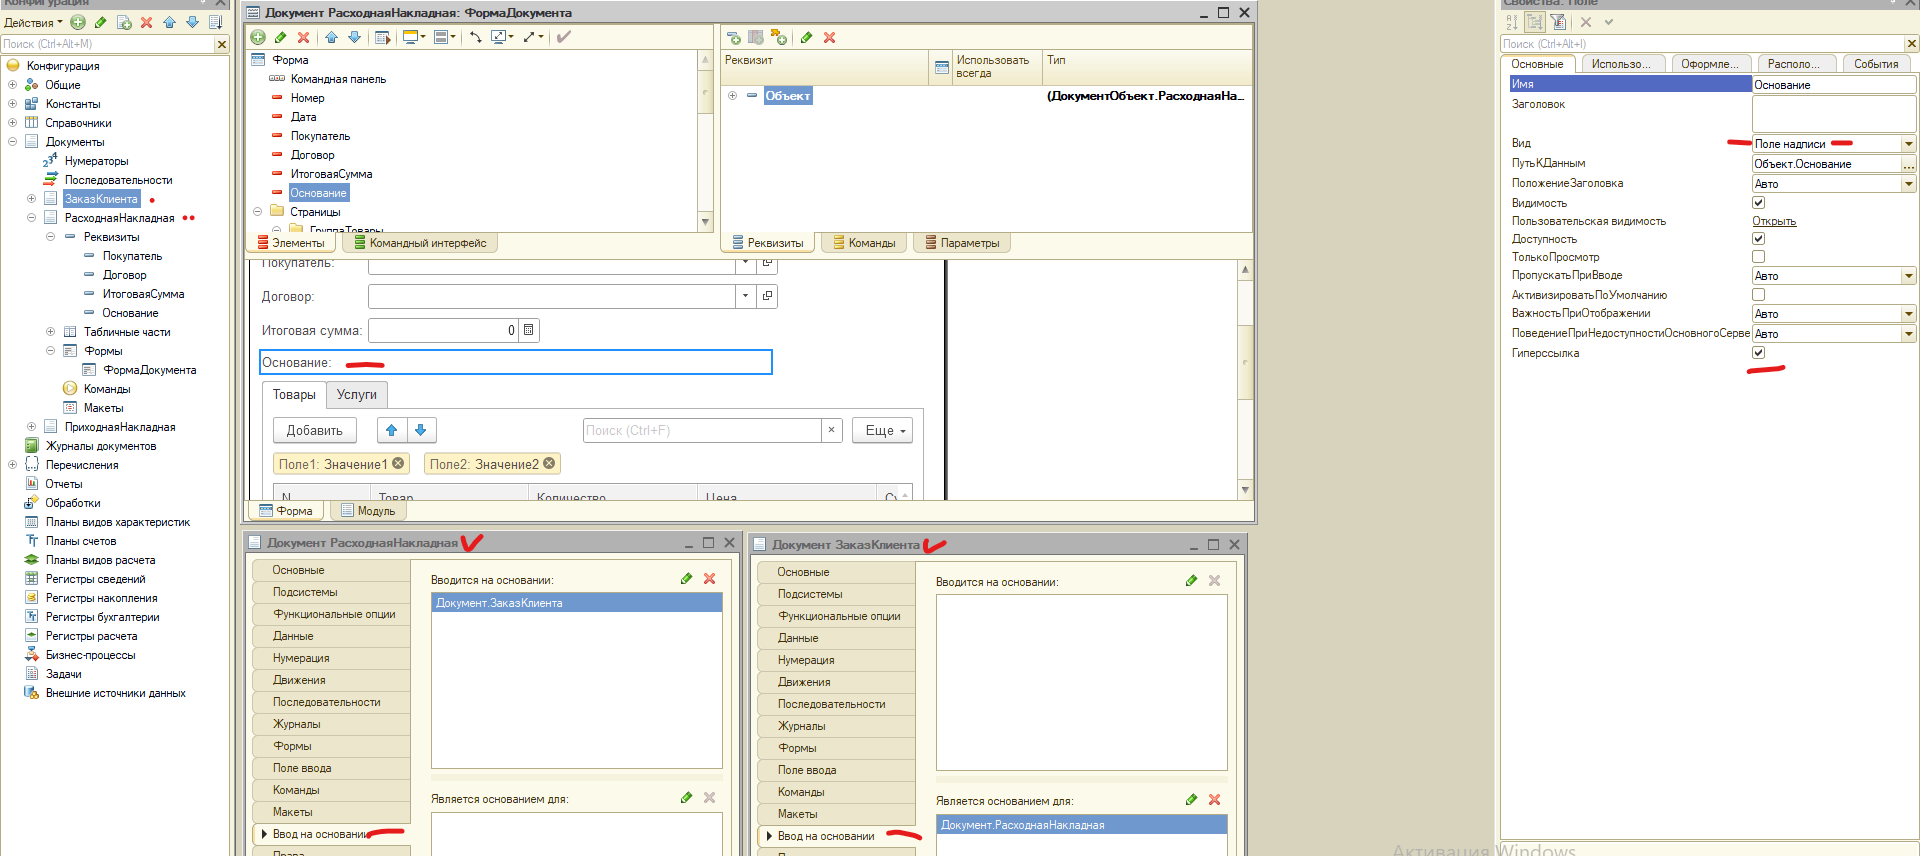 Конфигурация
Действия
Поиск (Ctrl+Alt+M)
Конфигурация
Общие
Константы
Справочники
Документы
Нумераторы
Последовательности
ЗаказКлиента
РасходнаяНакладная
Реквизиты
Покупатель
Договор
ИтоговаяСумма
Основание
Табличные части
Формы
ФормаДокумента
Команды
Макеты
ПриходнаяНакладная
Журналы документов
Перечисления
Отчеты
Обработки
Планы видов характеристик
Планы счетов
Планы видов расчета
Регистры сведений
Регистры накопления
Регистры бухгалтерии
Регистры расчета
Бизнес-процессы
Задачи
Внешние источники данных
Документ РасходнаяНакладная: ФормаДокумента
Форма
Командная панель
Номер
Дата
Покупатель
Договор
ИтоговаяСумма
Основание
Страницы
ГруппаТовары
Элементы
Командный интерфейс
Реквизит
Использовать всегда
Тип
Объект
(ДокументОбъект.РасходнаяНа...
Реквизиты
Команды
Параметры
Покупатель:
Договор:
Итоговая сумма: 0
Основание:
Товары
Услуги
Добавить
Поиск (Ctrl+F)
×
Еще
Поле1: Значение1
Поле2: Значение2
N
Товар
Количество
Цена
Су
Форма
Модуль
Документ РасходнаяНакладная
Основные
Подсистемы
Функциональные опции
Данные
Нумерация
Движения
Последовательности
Журналы
Формы
Поле ввода
Команды
Макеты
Ввод на основании
Права
Вводится на основании:
Документ.ЗаказКлиента
Является основанием для:
Документ ЗаказКлиента
Основные
Подсистемы
Функциональные опции
Данные
Нумерация
Движения
Последовательности
Журналы
Формы
Поле ввода
Команды
Макеты
Ввод на основании
Вводится на основании:
Является основанием для:
Документ.РасходнаяНакладная
Свойства: Поле
Поиск (Ctrl+Alt+I)
Основные
Использо...
Оформле...
Располо...
События
Имя Основание
Заголовок
Вид Поле надписи
ПутьКДанным Объект.Основание ...
ПоложениеЗаголовка Авто
Видимость
Пользовательская видимость Открыть
Доступность
ТолькоПросмотр
ПропускатьПриВводе Авто
АктивизироватьПоУмолчанию
ВажностьПриОтображении Авто
ПоведениеПриНедоступностиОсновногоСерве Авто
Гиперссылка
Активация Windows